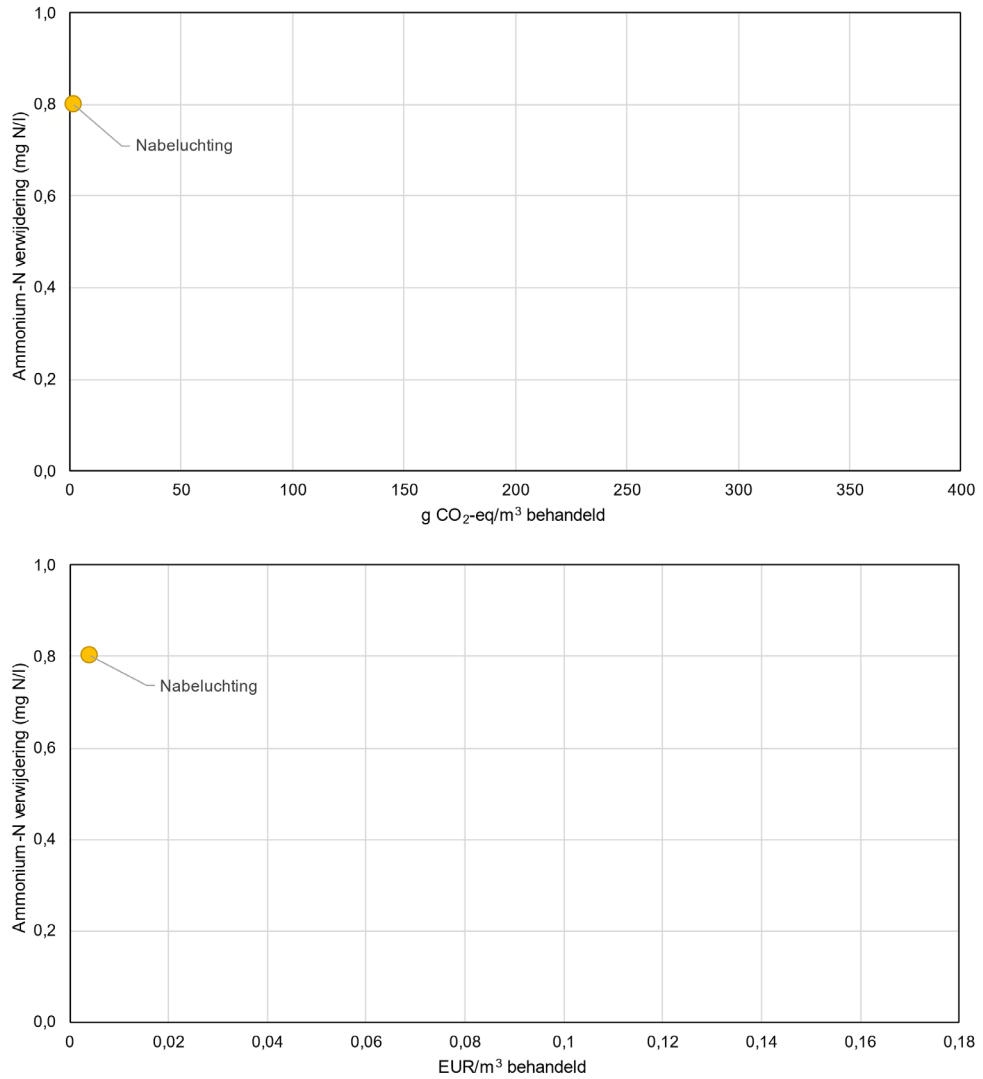 1,0
0,8
0,6
0,4
0,2
0,0
Ammonium-N verwijdering (mg N/l)
Nabeluchting
0 50 100 150 200 250 300 350 400
g CO₂-eq/m³ behandeld
1,0
0,8
0,6
0,4
0,2
0,0
Ammonium-N verwijdering (mg N/l)
Nabeluchting
0 0,02 0,04 0,06 0,08 0,1 0,12 0,14 0,16 0,18
EUR/m³ behandeld